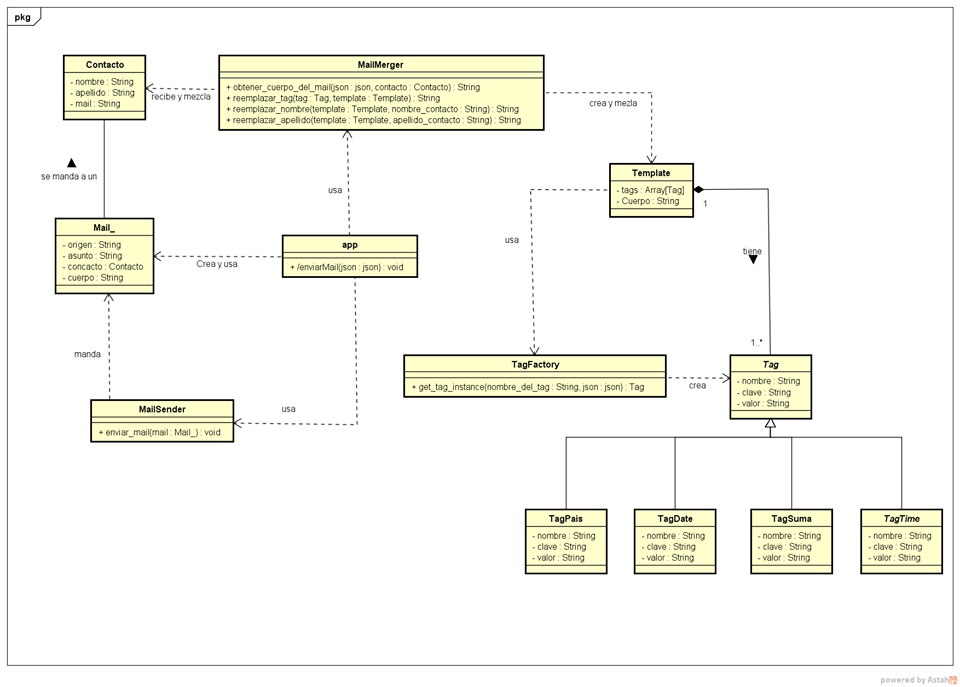 pkg
Contacto
- nombre : String
- apellido : String
- mail : String
MailMerger
+ obtener_cuerpo_del_mail(json : json, contacto : Contacto) : String
+ reemplazar_tag(tag : Tag, template : Template) : String
+ reemplazar_nombre(template : Template, nombre_contacto : String) : String
+ reemplazar_apellido(template : Template, apellido_contacto : String) : String
recibe y mezcla
crea y mezla
se manda a un
usa
Template
- tags : Array[Tag]
- Cuerpo : String
1
Mail_
- origen : String
- asunto : String
- concacto : Contacto
- cuerpo : String
Crea y usa
app
+ /enviarMail(json : json) : void
usa
tiene
manda
1..*
TagFactory
+ get_tag_instance(nombre_del_tag : String, json : json) : Tag
crea
Tag
- nombre : String
- clave : String
- valor : String
MailSender
+ enviar_mail(mail : Mail_) : void
usa
TagPais
- nombre : String
- clave : String
- valor : String
TagDate
- nombre : String
- clave : String
- valor : String
TagSuma
- nombre : String
- clave : String
- valor : String
TagTime
- nombre : String
- clave : String
- valor : String
powered by Astah